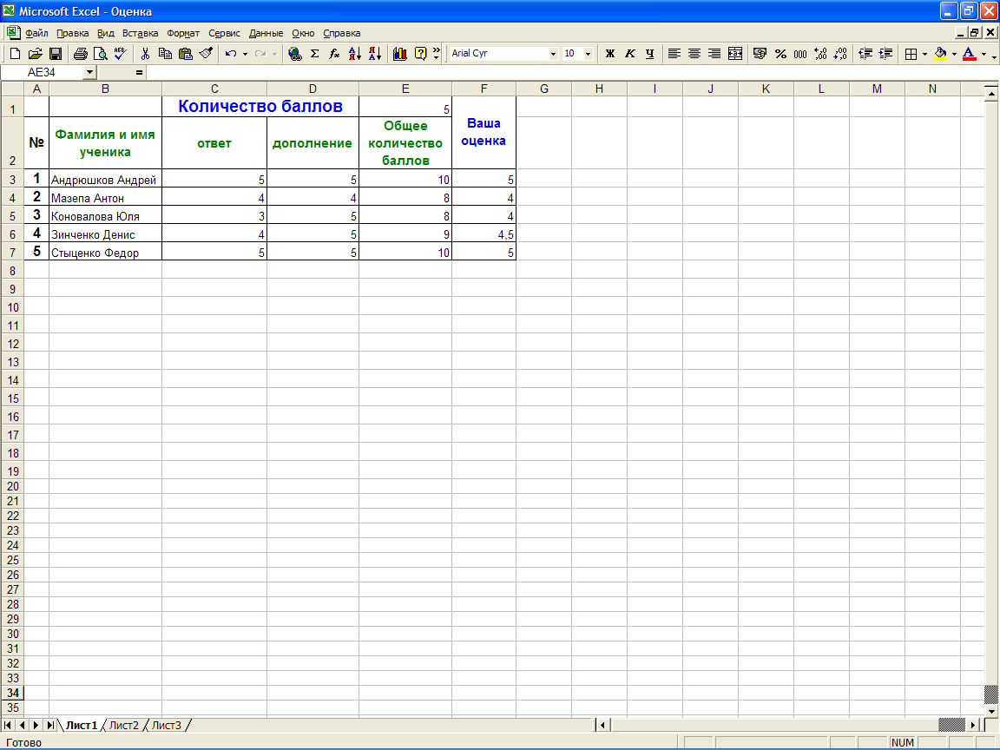 Microsoft Excel - Оценка
Файл Правка Вид Вставка Формат Сервис Данные Окно Справка
Arial Cyr 10 Ж К Ч % 000
AE34 =
A B C D E F G H I J K L M N
1 Количество баллов 5 Ваша оценка
2 № Фамилия и имя ученика ответ дополнение Общее количество баллов
3 1 Андрюшков Андрей 5 5 10 5
4 2 Мазепа Антон 4 4 8 4
5 3 Коновалова Юля 3 5 8 4
6 4 Зинченко Денис 4 5 9 4,5
7 5 Стыценко Федор 5 5 10 5
8
9
10
11
12
13
14
15
16
17
18
19
20
21
22
23
24
25
26
27
28
29
30
31
32
33
34
35
Лист1 Лист2 Лист3
Готово NUM